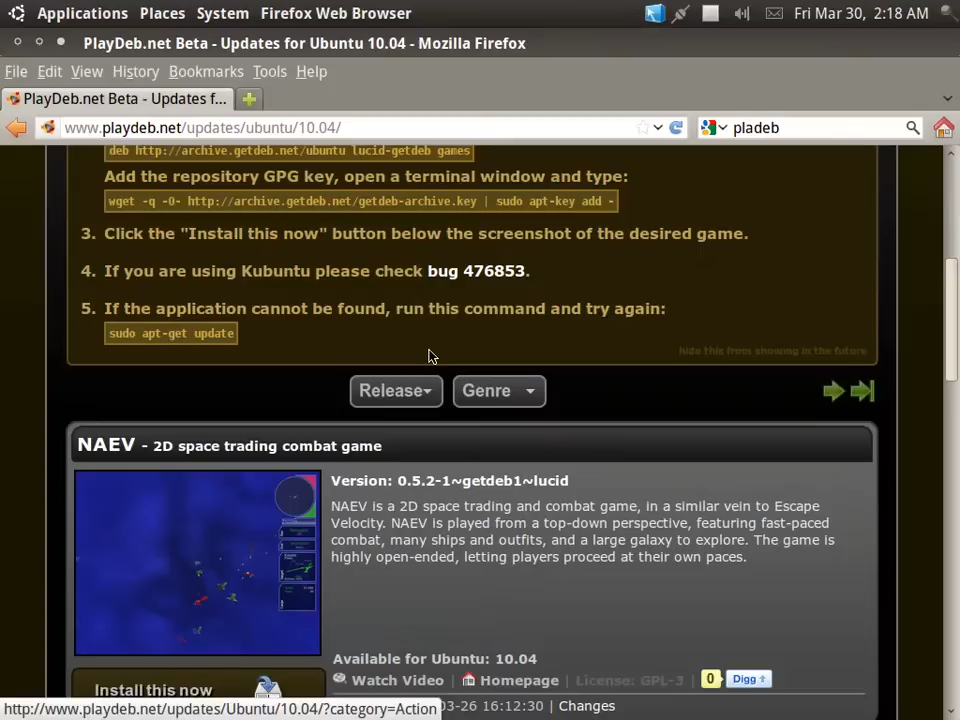 Applications Places System Firefox Web Browser Fri Mar 30, 2:18 AM
PlayDeb.net Beta - Updates for Ubuntu 10.04 - Mozilla Firefox
File Edit View History Bookmarks Tools Help
PlayDeb.net Beta - Updates f...
www.playdeb.net/updates/ubuntu/10.04/ pladeb
deb http://archive.getdeb.net/ubuntu lucid-getdeb games
Add the repository GPG key, open a terminal window and type:
wget -q -O- http://archive.getdeb.net/getdeb-archive.key | sudo apt-key add -
3. Click the "Install this now" button below the screenshot of the desired game.
4. If you are using Kubuntu please check bug 476853.
5. If the application cannot be found, run this command and try again:
sudo apt-get update
hide this from showing in the future
Release Genre
NAEV - 2D space trading combat game
Version: 0.5.2-1~getdeb1~lucid
NAEV is a 2D space trading and combat game, in a similar vein to Escape
Velocity. NAEV is played from a top-down perspective, featuring fast-paced
combat, many ships and outfits, and a large galaxy to explore. The game is
highly open-ended, letting players proceed at their own paces.
Available for Ubuntu: 10.04
Watch Video | Homepage | License: GPL-3 | 0 Digg
Install this now
03-26 16:12:30 | Changes
http://www.playdeb.net/updates/Ubuntu/10.04/?category=Action